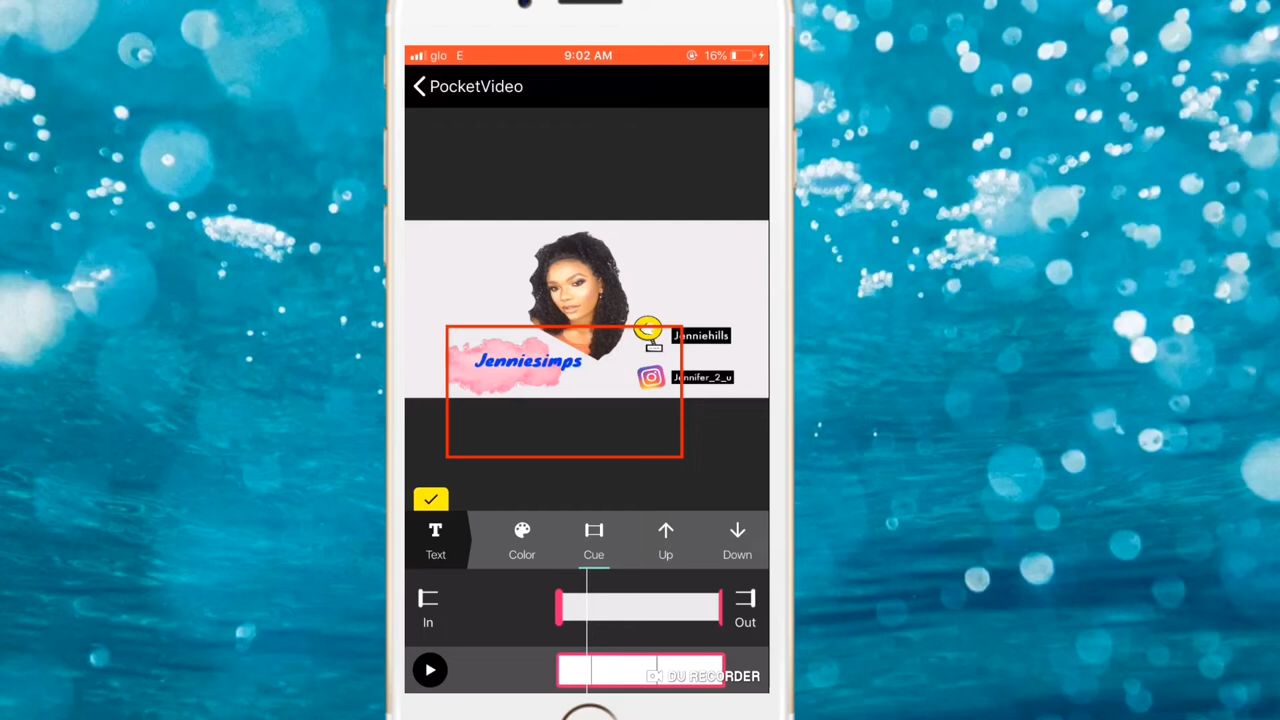 glo E 9:02 AM 16%
PocketVideo
Jenniehills
Jenniesimps
Jennifer_2_u
T
Text Color Cue Up Down
In Out
DU RECORDER